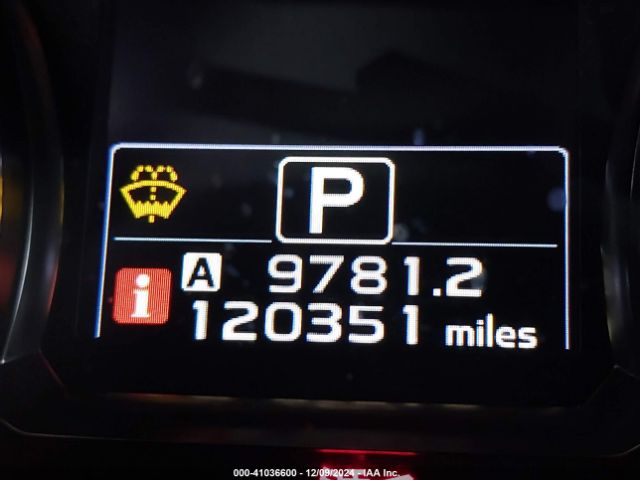 P
i A 9781.2
120351 miles
000-41036600 - 12/09/2024 - IAA Inc.